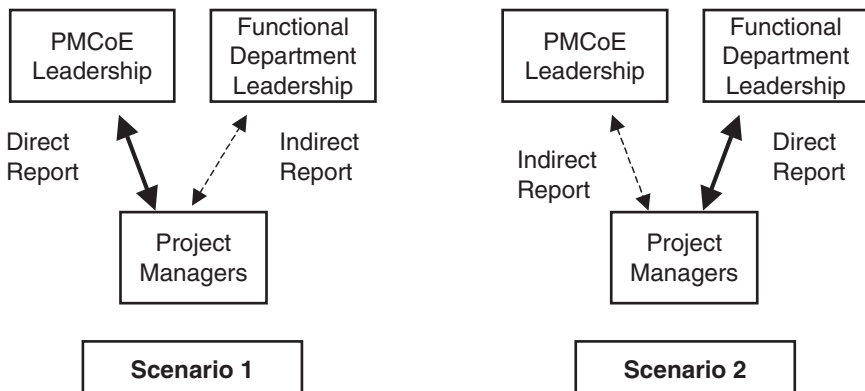 PMCoE
Leadership
Functional
Department
Leadership
Direct
Report
Indirect
Report
Project
Managers
Scenario 1
PMCoE
Leadership
Functional
Department
Leadership
Indirect
Report
Direct
Report
Project
Managers
Scenario 2